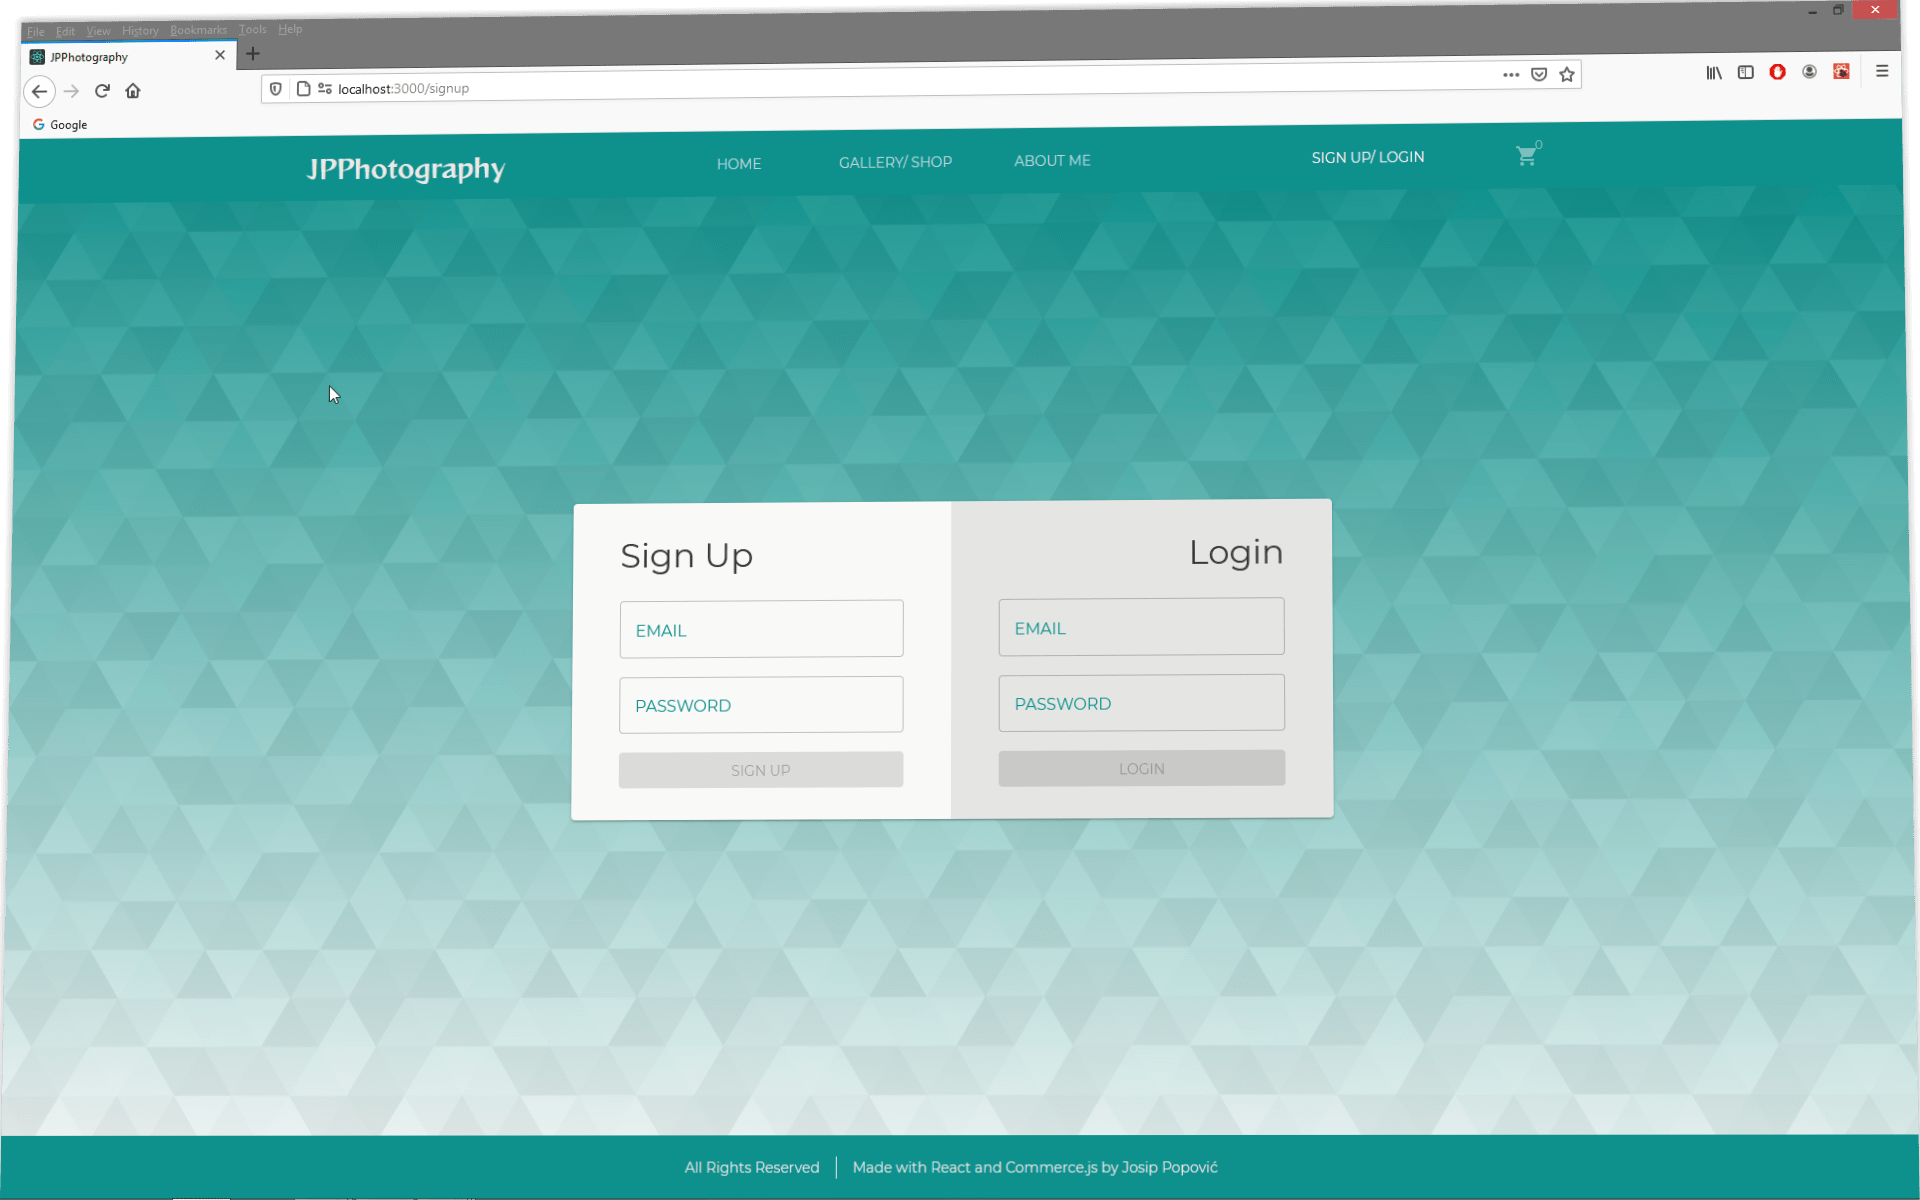 File Edit View History Bookmarks Tools Help
JPPhotography
localhost:3000/signup
Google
JPPhotography HOME GALLERY/ SHOP ABOUT ME SIGN UP/ LOGIN 0
Sign Up
EMAIL
PASSWORD
SIGN UP
Login
EMAIL
PASSWORD
LOGIN
All Rights Reserved Made with React and Commerce.js by Josip Popović